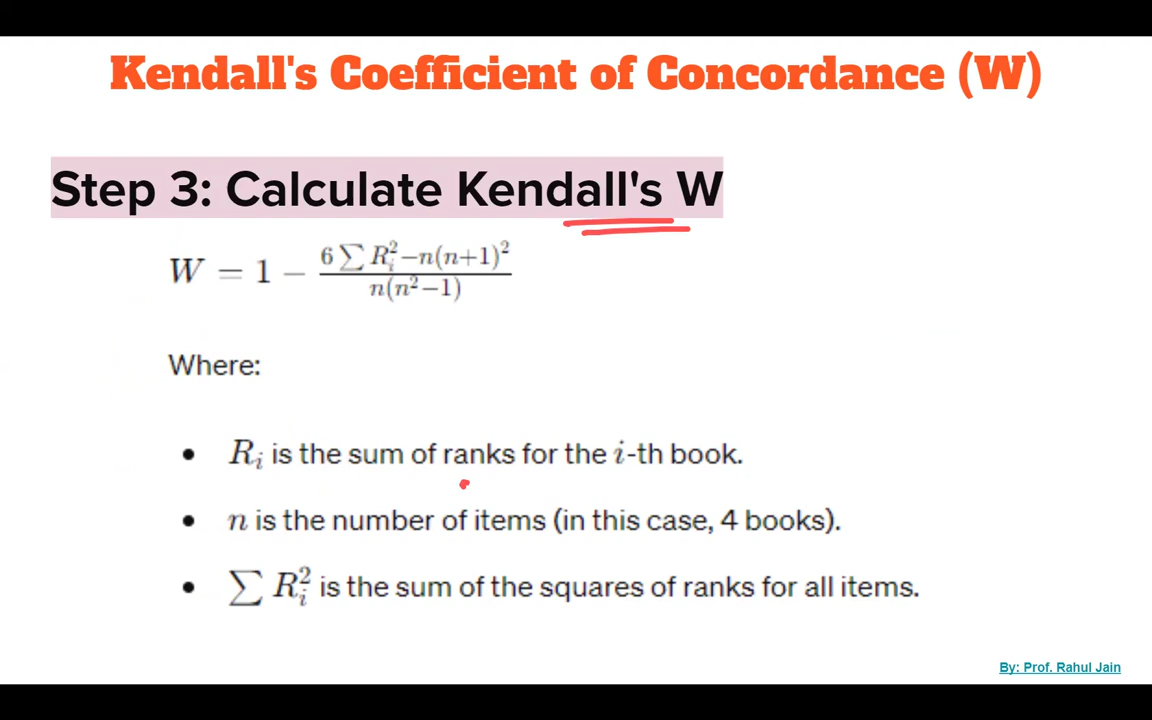 Kendall's Coefficient of Concordance (W)
Step 3: Calculate Kendall's W
W = 1 − \frac{6 ∑ R_i^2 − n(n+1)^2}{n(n^2−1)}
Where:
• R_i is the sum of ranks for the i-th book.
• n is the number of items (in this case, 4 books).
• ∑ R_i^2 is the sum of the squares of ranks for all items.
By: Prof. Rahul Jain